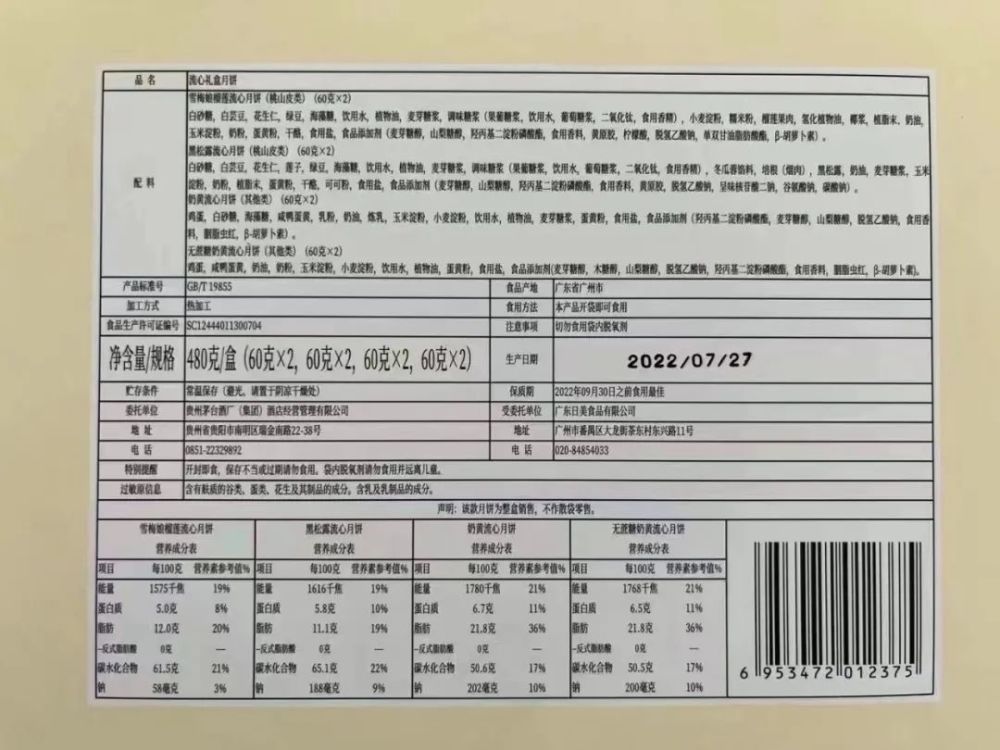 品名 流心礼盒月饼
配料
雪梅娘榴莲流心月饼（桃山皮类）（60克×2）
白砂糖，白芸豆，花生仁，绿豆，海藻糖，饮用水，植物油，麦芽糖浆，调味糖浆（果葡糖浆，饮用水，葡萄糖浆，二氧化钛，食用香精），小麦淀粉，糯米粉，榴莲果肉，氢化植物油，椰浆，植脂末，奶油，
玉米淀粉，奶粉，蛋黄粉，干酪，食用盐，食品添加剂（麦芽糖醇，山梨糖醇，羟丙基二淀粉磷酸酯，食用香料，黄原胶，柠檬酸，脱氢乙酸钠，单双甘油脂肪酸酯，β-胡萝卜素）。
黑松露流心月饼（桃山皮类）（60克×2）
白砂糖，白芸豆，花生仁，莲子，绿豆，海藻糖，饮用水，植物油，麦芽糖浆，调味糖浆（果葡糖浆，饮用水，葡萄糖浆，二氧化钛，食用香精），冬瓜蓉馅料，培根（烟肉），黑松露，奶油，麦芽糖浆，玉米
淀粉，奶粉，植脂末，蛋黄粉，干酪，可可粉，食用盐，食品添加剂（麦芽糖醇，山梨糖醇，羟丙基二淀粉磷酸酯，食用香料，黄原胶，脱氢乙酸钠，呈味核苷酸二钠，谷氨酸钠，碳酸钠）。
奶黄流心月饼（其他类）（60克×2）
鸡蛋，白砂糖，海藻糖，咸鸭蛋黄，乳粉，奶油，炼乳，玉米淀粉，小麦淀粉，饮用水，植物油，麦芽糖浆，蛋黄粉，食用盐，食品添加剂（羟丙基二淀粉磷酸酯，麦芽糖醇，山梨糖醇，脱氢乙酸钠，食用香
料，胭脂虫红，β-胡萝卜素）。
无蔗糖奶黄流心月饼（其他类）（60克×2）
鸡蛋，咸鸭蛋黄，奶油，奶粉，玉米淀粉，小麦淀粉，饮用水，植物油，蛋黄粉，食用盐，食品添加剂(麦芽糖醇，木糖醇，山梨糖醇，脱氢乙酸钠，羟丙基二淀粉磷酸酯，食用香料，胭脂虫红，β-胡萝卜素)。
产品标准号 GB/T 19855 食品产地 广东省广州市
加工方式 热加工 食用方法 本产品开袋即可食用
食品生产许可证编号 SC12444011300704 注意事项 切勿食用袋内脱氧剂
净含量/规格 480克/盒（60克×2，60克×2，60克×2，60克×2） 生产日期 2022/07/27
贮存条件 常温保存（避光，请置于阴凉干燥处） 保质期 2022年09月30日之前食用最佳
委托单位 贵州茅台酒厂（集团）酒店经营管理有限公司 受委托单位 广东日美食品有限公司
地址 贵州省贵阳市南明区瑞金南路22-38号 地址 广州市番禺区大龙街茶东村东兴路11号
电话 0851-22329892 电话 020-84854033
特别提醒 开封即食，保存不当或过期请勿食用。袋内脱氧剂请勿食用并远离儿童。
过敏原信息 含有麸质的谷类、蛋类、花生及其制品的成分。含乳及乳制品的成分。
声明：该款月饼为整盒销售，不作散袋零售。
雪梅娘榴莲流心月饼 黑松露流心月饼 奶黄流心月饼 无蔗糖奶黄流心月饼
营养成分表 营养成分表 营养成分表 营养成分表
项目 每100克 营养素参考值% 项目 每100克 营养素参考值% 项目 每100克 营养素参考值% 项目 每100克 营养素参考值%
能量 1575千焦 19% 能量 1616千焦 19% 能量 1780千焦 21% 能量 1768千焦 21%
蛋白质 5.0克 8% 蛋白质 5.8克 10% 蛋白质 6.7克 11% 蛋白质 6.5克 11%
脂肪 12.0克 20% 脂肪 11.1克 19% 脂肪 21.8克 36% 脂肪 21.8克 36%
-反式脂肪酸 0克 — -反式脂肪酸 0克 — -反式脂肪酸 0克 — -反式脂肪酸 0克 —
碳水化合物 61.5克 21% 碳水化合物 65.1克 22% 碳水化合物 50.6克 17% 碳水化合物 50.5克 17%
钠 58毫克 3% 钠 188毫克 9% 钠 202毫克 10% 钠 200毫克 10%
6 953472 012375